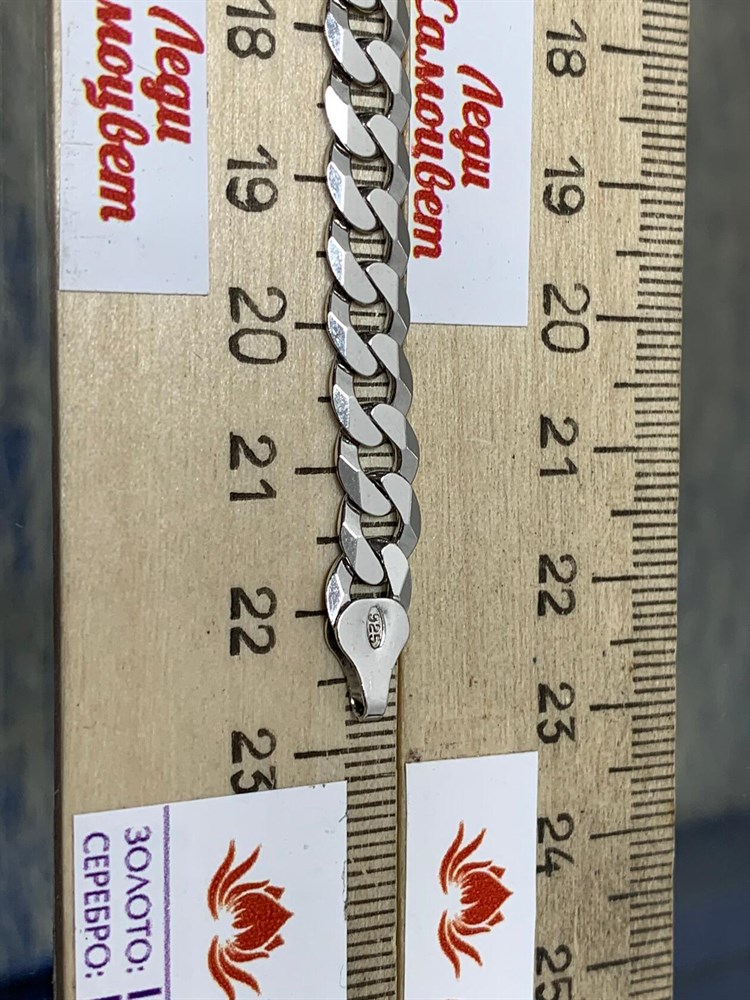 Леди
Самоцвет
Леди
Самоцвет
18
19
20
21
22
23
18
19
20
21
22
23
24
25
925
ЗОЛОТО:
СЕРЕБРО: